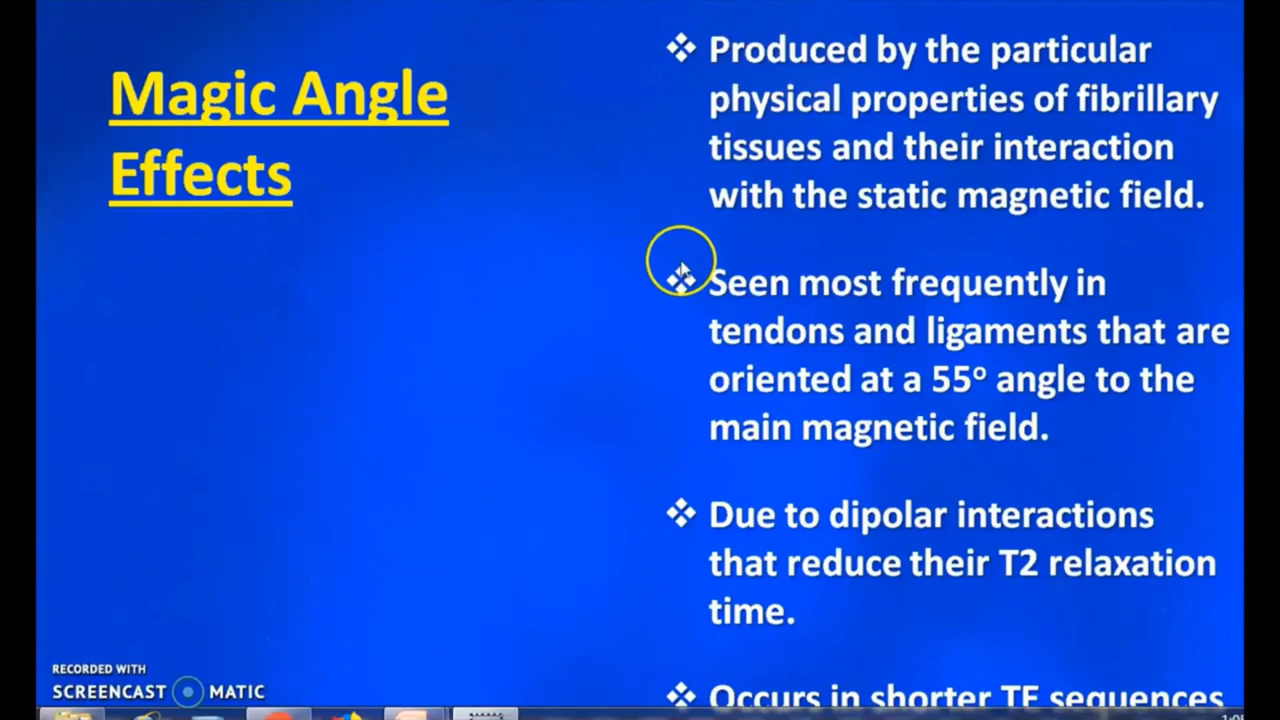 Magic Angle
Effects
❖ Produced by the particular
physical properties of fibrillary
tissues and their interaction
with the static magnetic field.
❖ Seen most frequently in
tendons and ligaments that are
oriented at a 55º angle to the
main magnetic field.
❖ Due to dipolar interactions
that reduce their T2 relaxation
time.
❖ Occurs in shorter TE sequences
RECORDED WITH
SCREENCAST MATIC